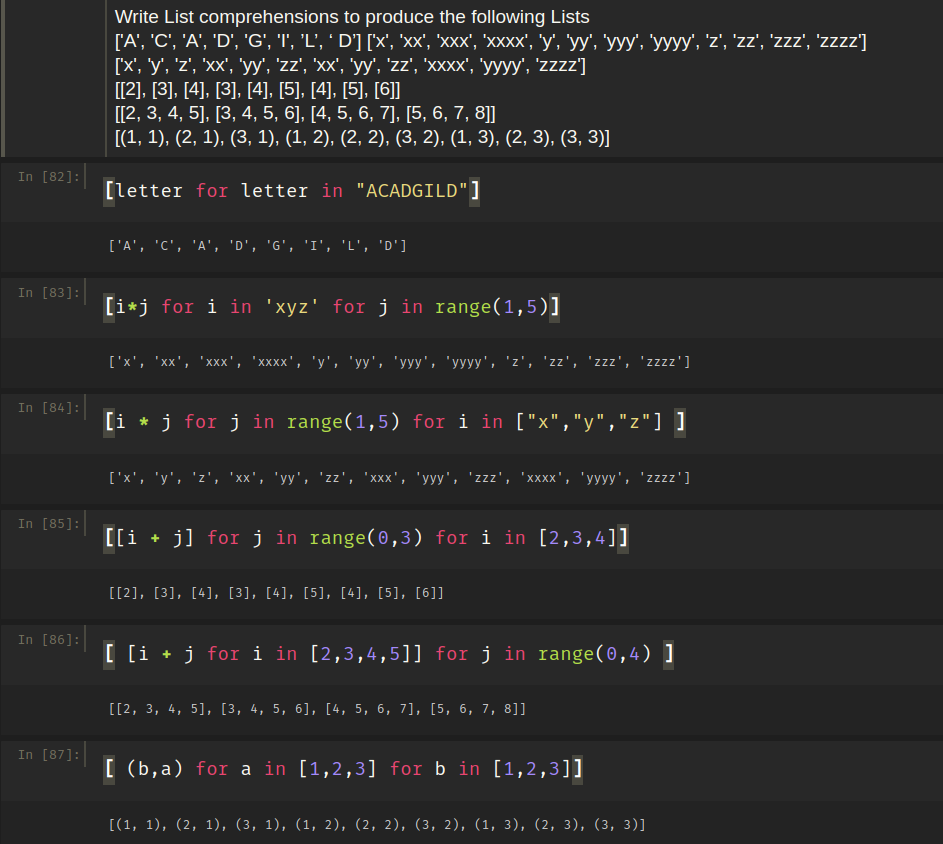 Write List comprehensions to produce the following Lists
['A', 'C', 'A', 'D', 'G', 'I', ’L’, ‘ D’] ['x', 'xx', 'xxx', 'xxxx', 'y', 'yy', 'yyy', 'yyyy', 'z', 'zz', 'zzz', 'zzzz']
['x', 'y', 'z', 'xx', 'yy', 'zz', 'xx', 'yy', 'zz', 'xxxx', 'yyyy', 'zzzz']
[[2], [3], [4], [3], [4], [5], [4], [5], [6]]
[[2, 3, 4, 5], [3, 4, 5, 6], [4, 5, 6, 7], [5, 6, 7, 8]]
[(1, 1), (2, 1), (3, 1), (1, 2), (2, 2), (3, 2), (1, 3), (2, 3), (3, 3)]
In [82]: [letter for letter in "ACADGILD"]
['A', 'C', 'A', 'D', 'G', 'I', 'L', 'D']
In [83]: [i*j for i in 'xyz' for j in range(1,5)]
['x', 'xx', 'xxx', 'xxxx', 'y', 'yy', 'yyy', 'yyyy', 'z', 'zz', 'zzz', 'zzzz']
In [84]: [i * j for j in range(1,5) for i in ["x","y","z"] ]
['x', 'y', 'z', 'xx', 'yy', 'zz', 'xxx', 'yyy', 'zzz', 'xxxx', 'yyyy', 'zzzz']
In [85]: [[i + j] for j in range(0,3) for i in [2,3,4]]
[[2], [3], [4], [3], [4], [5], [4], [5], [6]]
In [86]: [ [i + j for i in [2,3,4,5]] for j in range(0,4) ]
[[2, 3, 4, 5], [3, 4, 5, 6], [4, 5, 6, 7], [5, 6, 7, 8]]
In [87]: [ (b,a) for a in [1,2,3] for b in [1,2,3]]
[(1, 1), (2, 1), (3, 1), (1, 2), (2, 2), (3, 2), (1, 3), (2, 3), (3, 3)]